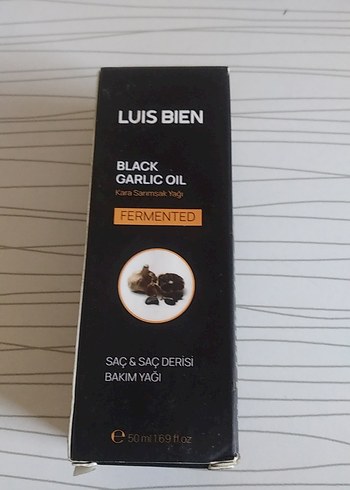 LUIS BIEN
BLACK
GARLIC OIL
Kara Sarımsak Yağı
FERMENTED
SAÇ & SAÇ DERİSİ
BAKIM YAĞI
℮ 50 ml 1.69 fl oz